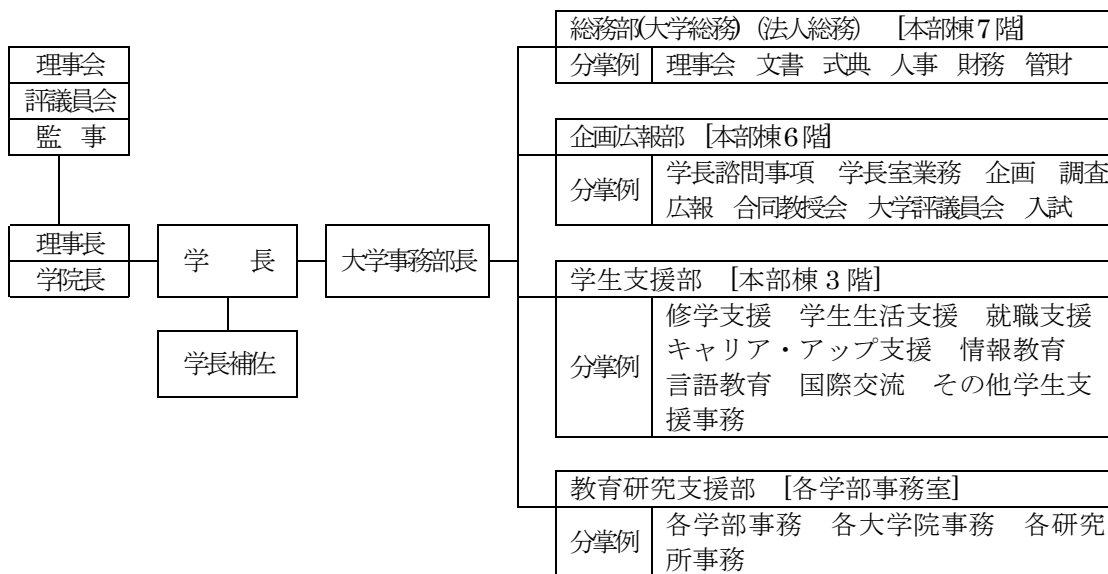 理事会
評議員会
監　事
理事長
学院長
学　長
学長補佐
大学事務部長
総務部(大学総務)（法人総務）　[本部棟7階]
分掌例　理事会　文書　式典　人事　財務　管財
企画広報部　[本部棟6階]
分掌例
学長諮問事項　学長室業務　企画　調査
広報　合同教授会　大学評議員会　入試
学生支援部　[本部棟3階]
分掌例
修学支援　学生生活支援　就職支援
キャリア・アップ支援　情報教育
言語教育　国際交流　その他学生支
援事務
教育研究支援部　[各学部事務室]
分掌例
各学部事務　各大学院事務　各研究
所事務